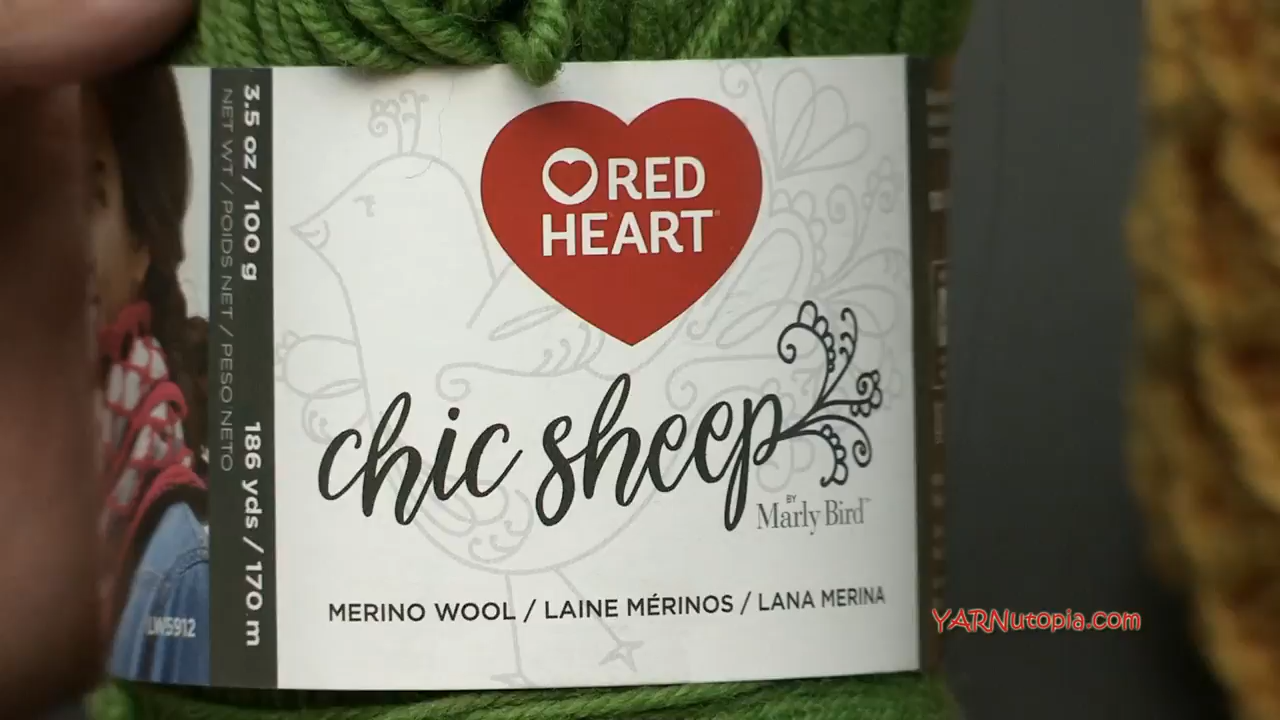 3.5 oz / 100 g
NET WT / POIDS NET / PESO NETO
186 yds / 170 m
RED
HEART
chic sheep
BY
Marly Bird™
MERINO WOOL / LAINE MÉRINOS / LANA MERINA
LW5912
YARNutopia.com